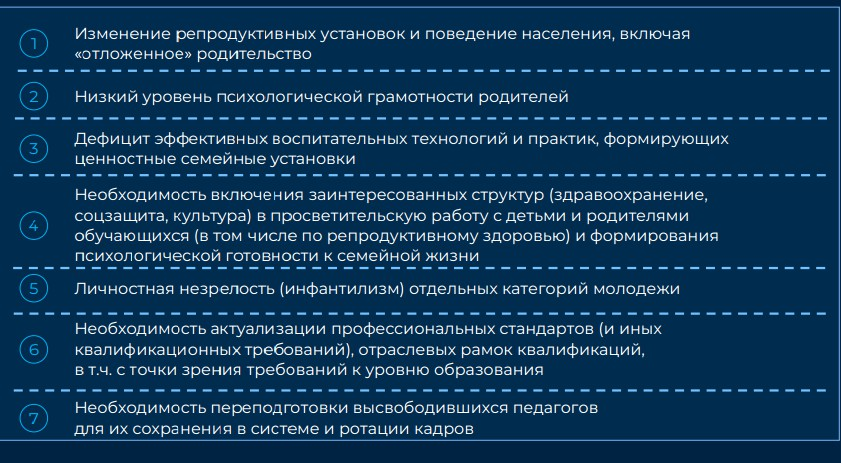 1
Изменение репродуктивных установок и поведение населения, включая
«отложенное» родительство
2
Низкий уровень психологической грамотности родителей
3
Дефицит эффективных воспитательных технологий и практик, формирующих
ценностные семейные установки
4
Необходимость включения заинтересованных структур (здравоохранение,
соцзащита, культура) в просветительскую работу с детьми и родителями
обучающихся (в том числе по репродуктивному здоровью) и формирования
психологической готовности к семейной жизни
5
Личностная незрелость (инфантилизм) отдельных категорий молодежи
6
Необходимость актуализации профессиональных стандартов (и иных
квалификационных требований), отраслевых рамок квалификаций,
в т.ч. с точки зрения требований к уровню образования
7
Необходимость переподготовки высвободившихся педагогов
для их сохранения в системе и ротации кадров